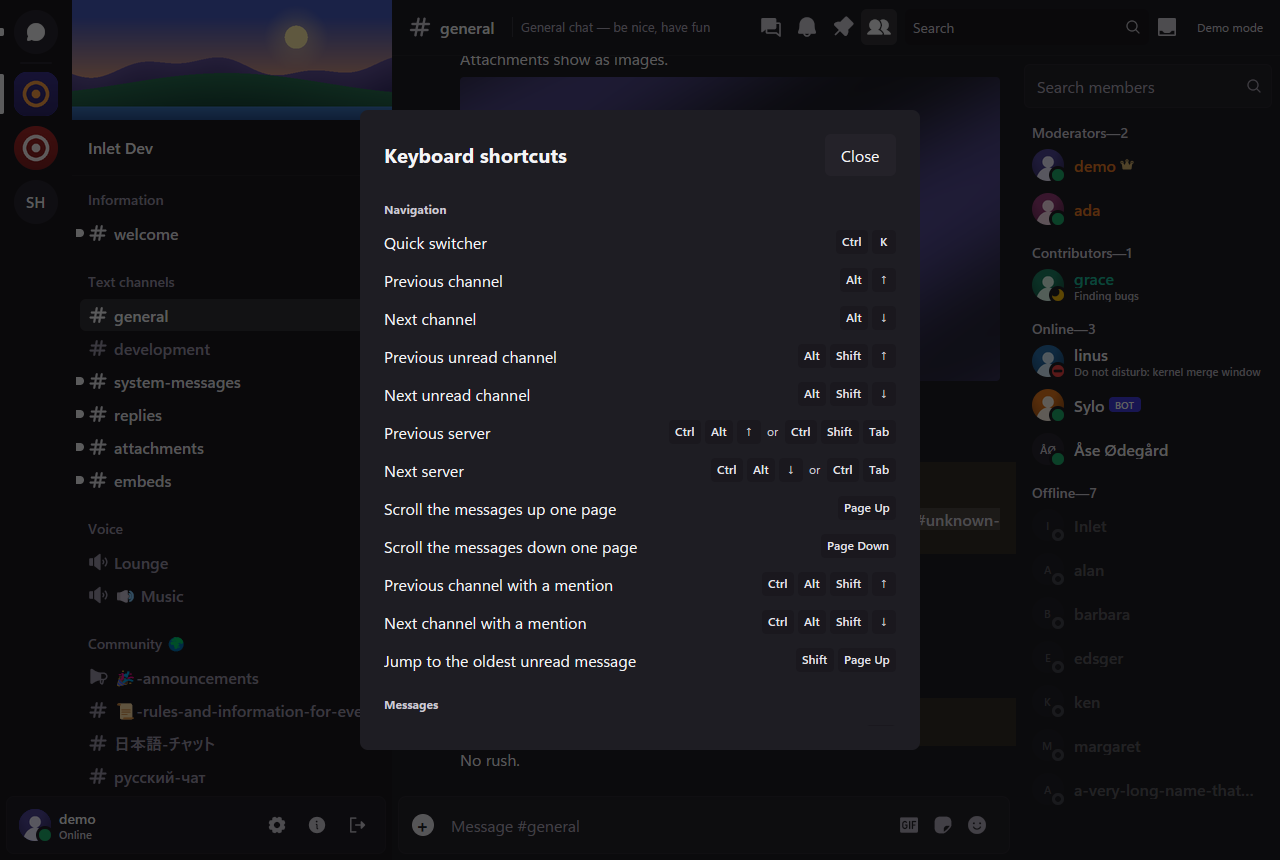 general
General chat — be nice, have fun
Search
Demo mode
Attachments show as images.
Inlet Dev
SH
Information
welcome
Text channels
general
development
system-messages
replies
attachments
embeds
Voice
Lounge
Music
Community
-announcements
-rules-and-information-for-eve
日本語-チャット
русский-чат
demo
Online
Keyboard shortcuts
Close
Navigation
Quick switcher Ctrl K
Previous channel Alt ↑
Next channel Alt ↓
Previous unread channel Alt Shift ↑
Next unread channel Alt Shift ↓
Previous server Ctrl Alt ↑ or Ctrl Shift Tab
Next server Ctrl Alt ↓ or Ctrl Tab
Scroll the messages up one page Page Up
Scroll the messages down one page Page Down
Previous channel with a mention Ctrl Alt Shift ↑
Next channel with a mention Ctrl Alt Shift ↓
Jump to the oldest unread message Shift Page Up
Messages
#unknown-
No rush.
Message #general
GIF
Search members
Moderators—2
demo
ada
Contributors—1
grace
Finding bugs
Online—3
linus
Do not disturb: kernel merge window
Sylo BOT
ÅØ
Åse Ødegård
Offline—7
I Inlet
A alan
B barbara
E edsger
K ken
M margaret
A a-very-long-name-that...